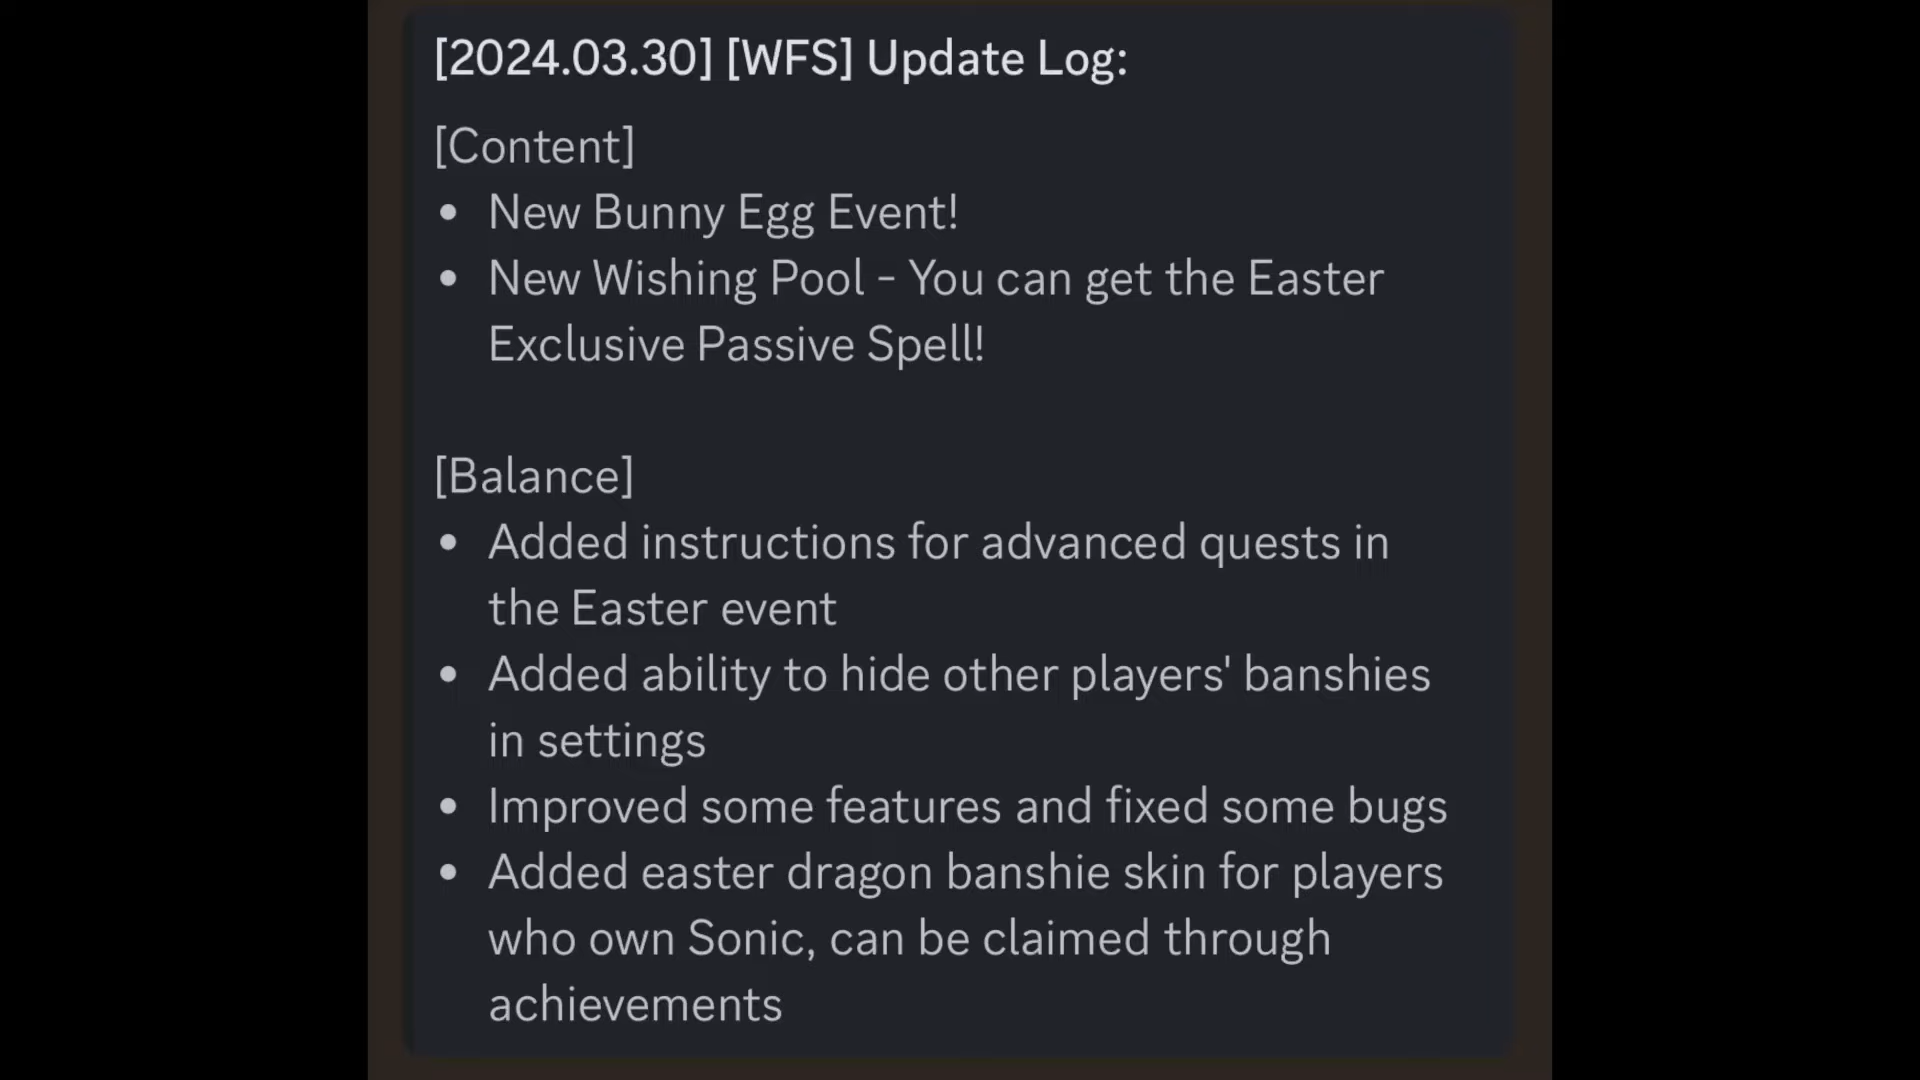 [2024.03.30] [WFS] Update Log:
[Content]
• New Bunny Egg Event!
• New Wishing Pool - You can get the Easter
Exclusive Passive Spell!
[Balance]
• Added instructions for advanced quests in
the Easter event
• Added ability to hide other players' banshies
in settings
• Improved some features and fixed some bugs
• Added easter dragon banshie skin for players
who own Sonic, can be claimed through
achievements